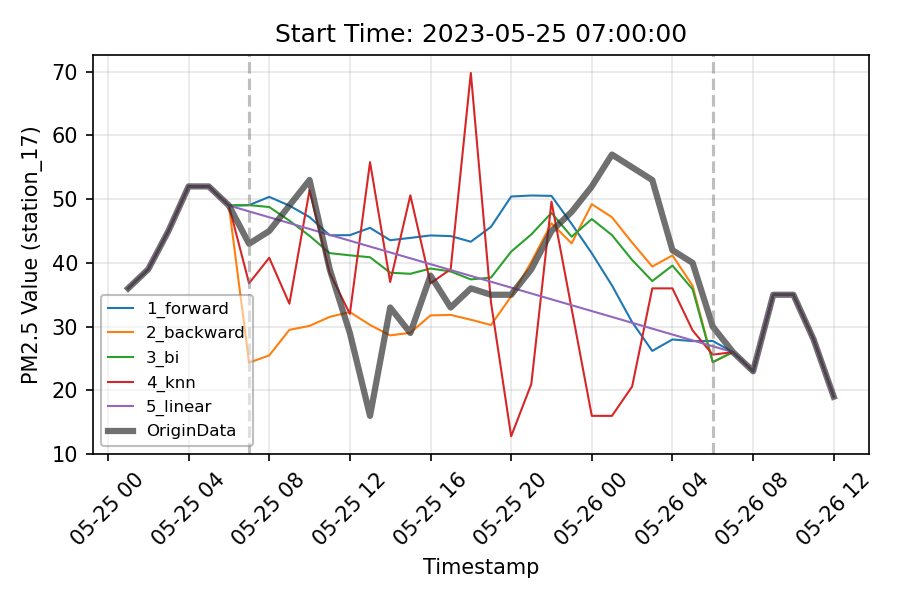 Start Time: 2023-05-25 07:00:00
PM2.5 Value (station_17)
70
60
50
40
30
20
10
1_forward
2_backward
3_bi
4_knn
5_linear
OriginData
05-25 00
05-25 04
05-25 08
05-25 12
05-25 16
05-25 20
05-26 00
05-26 04
05-26 08
05-26 12
Timestamp